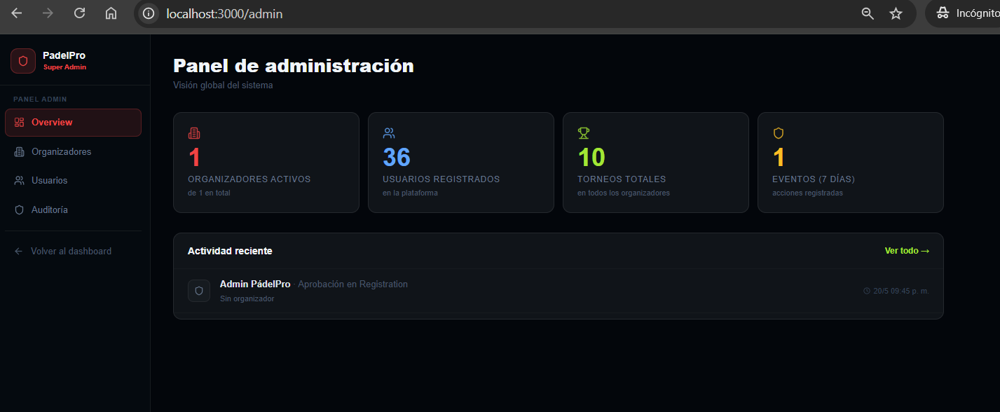 localhost:3000/admin
Incógnito
PadelPro
Super Admin
PANEL ADMIN
Overview
Organizadores
Usuarios
Auditoría
Volver al dashboard
Panel de administración
Visión global del sistema
1
ORGANIZADORES ACTIVOS
de 1 en total
36
USUARIOS REGISTRADOS
en la plataforma
10
TORNEOS TOTALES
en todos los organizadores
1
EVENTOS (7 DÍAS)
acciones registradas
Actividad reciente
Ver todo →
Admin PádelPro · Aprobación en Registration
Sin organizador
20/5 09:45 p. m.